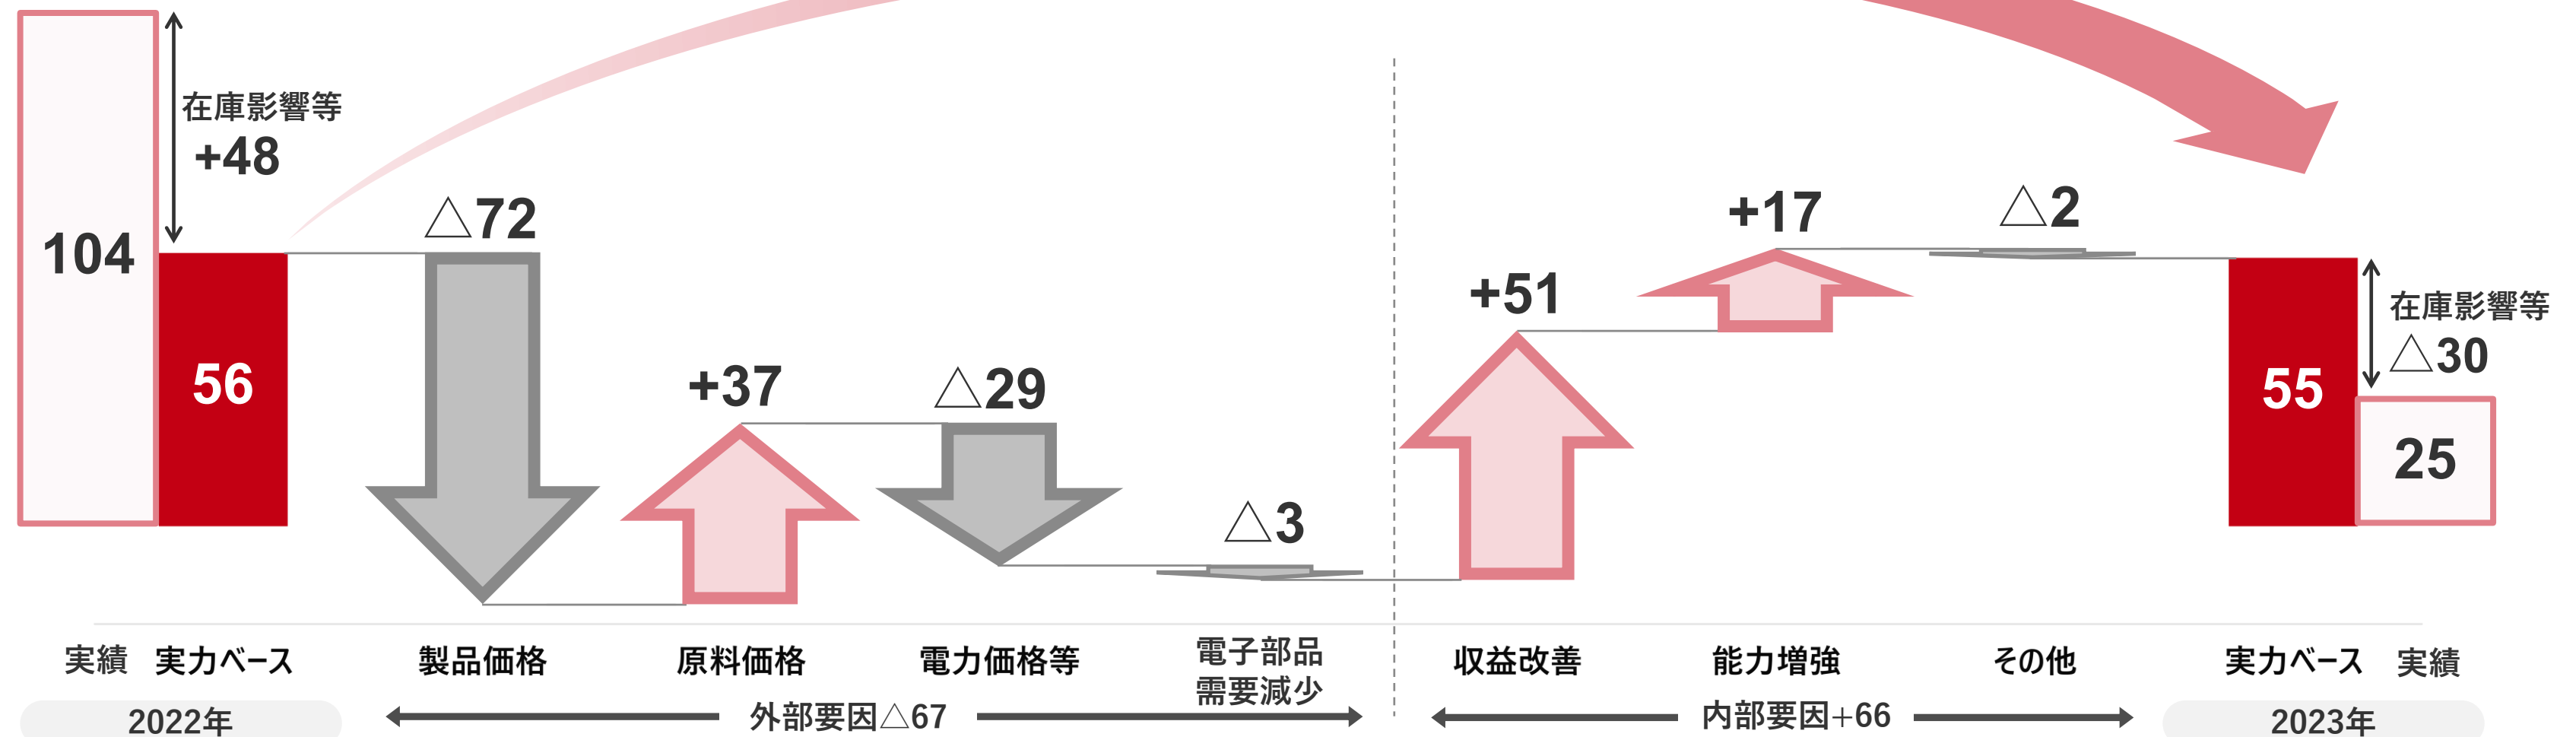 在庫影響等
+48
104
56
△72
+37
△29
△3
+51
+17
△2
55
在庫影響等
△30
25
実績 実力ベース 製品価格 原料価格 電力価格等 電子部品
需要減少
収益改善 能力増強 その他 実力ベース 実績
2022年 外部要因△67 内部要因+66 2023年